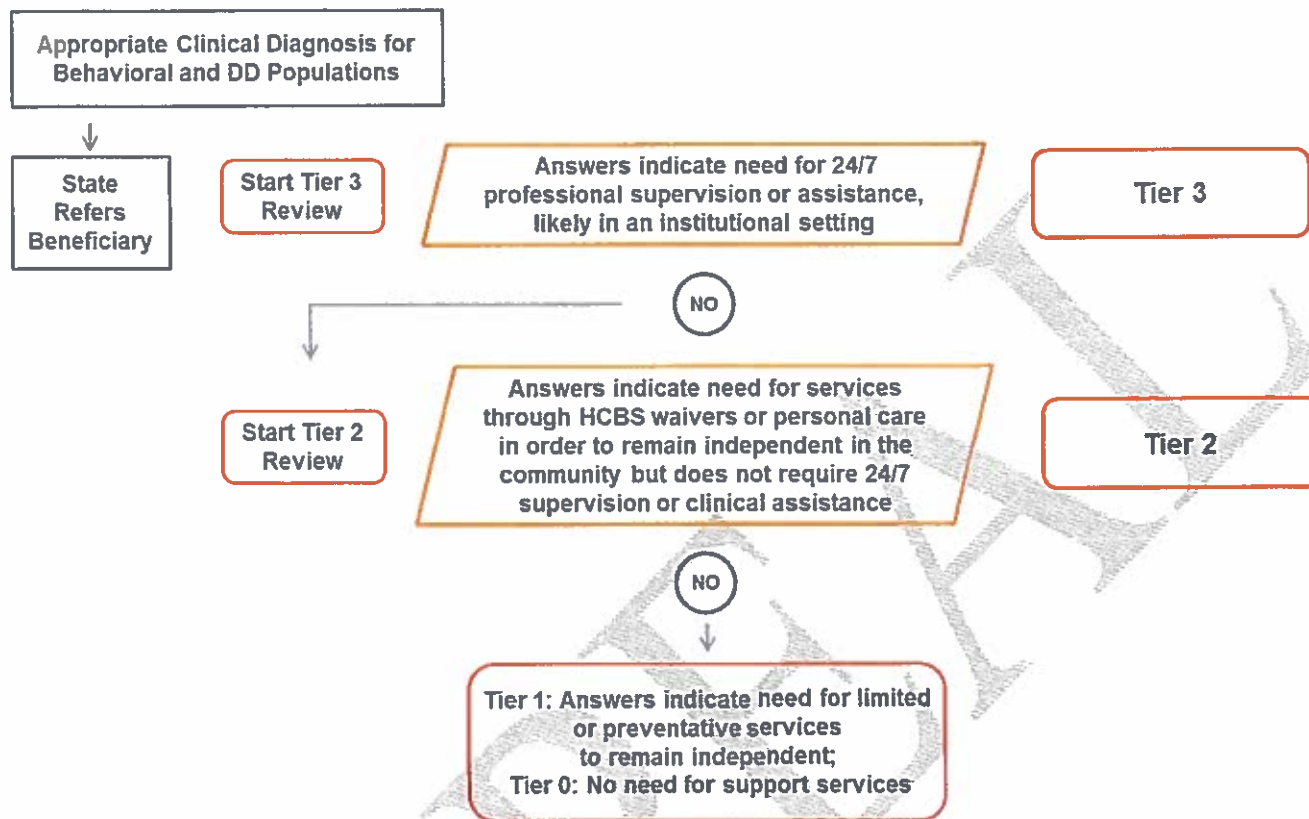 Appropriate Clinical Diagnosis for
Behavioral and DD Populations
State
Refers
Beneficiary
Start Tier 3
Review
Answers indicate need for 24/7
professional supervision or assistance,
likely in an institutional setting
Tier 3
NO
Start Tier 2
Review
Answers indicate need for services
through HCBS waivers or personal care
in order to remain independent in the
community but does not require 24/7
supervision or clinical assistance
Tier 2
NO
Tier 1: Answers indicate need for limited
or preventative services
to remain independent;
Tier 0: No need for support services